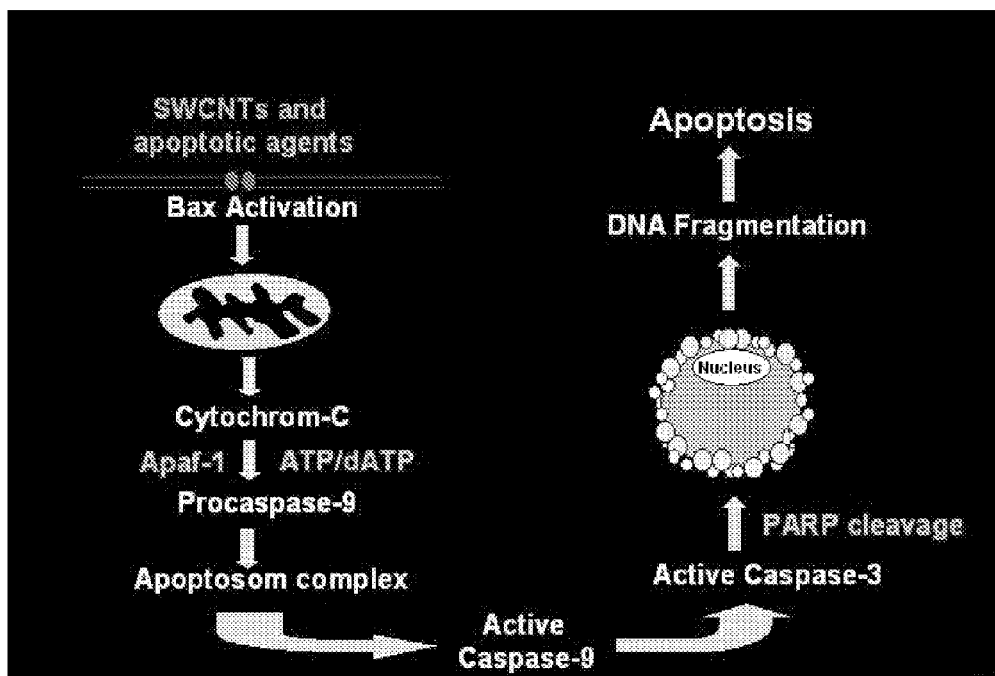 SWCNTs and
apoptotic agents
Bax Activation
Cytochrom-C
Apaf-1 ATP/dATP
Procaspase-9
Apoptosom complex
Active
Caspase-9
Active Caspase-3
PARP cleavage
Nucleus
DNA Fragmentation
Apoptosis